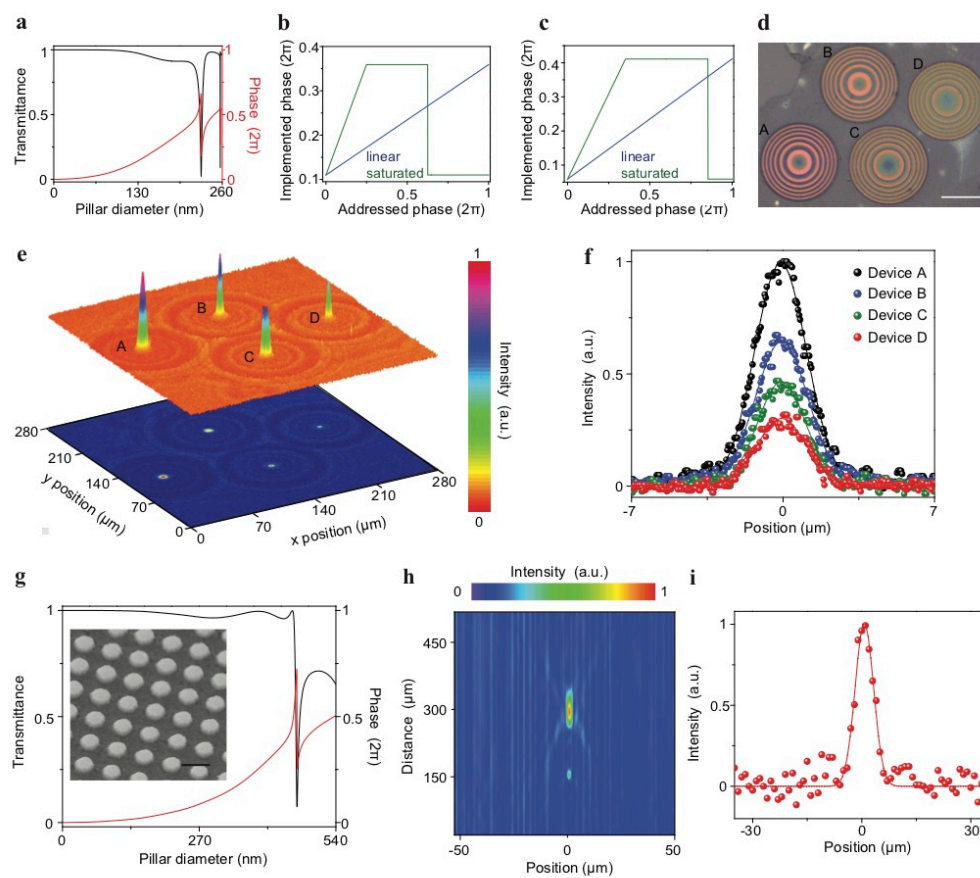 a
b
c
d
Transmittance
1
0.5
0
0
130
260
Pillar diameter (nm)
1
0.5
0
Phase (2π)
Implemented phase (2π)
0.4
0.3
0.2
0.1
0
0.5
1
linear
saturated
Addressed phase (2π)
Implemented phase (2π)
0.4
0.3
0.2
0.1
0
0.5
1
linear
saturated
Addressed phase (2π)
B
D
A
C
e
A
B
C
D
1
0
Intensity (a.u.)
280
210
140
70
0
y position (µm)
0
70
140
210
280
x position (µm)
f
Device A
Device B
Device C
Device D
Intensity (a.u.)
1
0.5
0
-7
0
7
Position (µm)
g
Transmittance
1
0.5
0
0
270
540
Pillar diameter (nm)
1
0.5
0
Phase (2π)
h
Intensity (a.u.)
0
1
Distance (µm)
450
300
150
-50
0
50
Position (µm)
i
Intensity (a.u.)
1
0.5
0
-30
0
30
Position (µm)